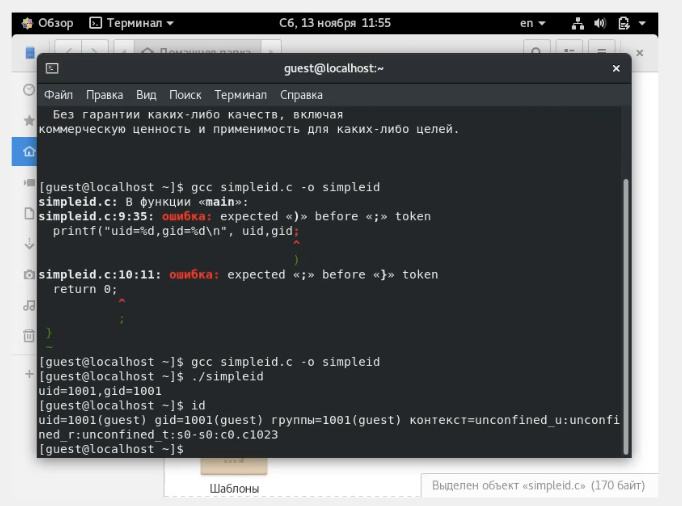 Обзор Терминал Сб, 13 ноября 11:55 en
Домашняя папка
guest@localhost:~
Файл Правка Вид Поиск Терминал Справка
Без гарантии каких-либо качеств, включая
коммерческую ценность и применимость для каких-либо целей.
[guest@localhost ~]$ gcc simpleid.c -o simpleid
simpleid.c: В функции «main»:
simpleid.c:9:35: ошибка: expected «)» before «;» token
printf("uid=%d,gid=%d\n", uid,gid;
^
)
simpleid.c:10:11: ошибка: expected «;» before «}» token
return 0;
^
;
}
~
[guest@localhost ~]$ gcc simpleid.c -o simpleid
[guest@localhost ~]$ ./simpleid
uid=1001,gid=1001
[guest@localhost ~]$ id
uid=1001(guest) gid=1001(guest) группы=1001(guest) контекст=unconfined_u:unconfi
ned_r:unconfined_t:s0-s0:c0.c1023
[guest@localhost ~]$
Шаблоны
Выделен объект «simpleid.c» (170 байт)